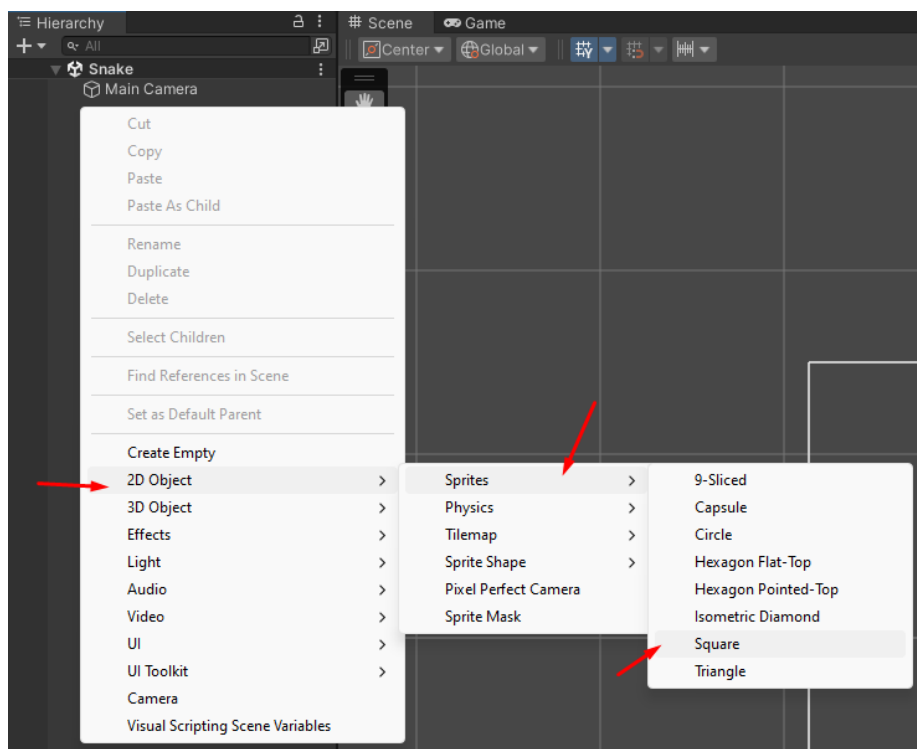 Hierarchy
Scene
Game
All
Center
Global
Snake
Main Camera
Cut
Copy
Paste
Paste As Child
Rename
Duplicate
Delete
Select Children
Find References in Scene
Set as Default Parent
Create Empty
2D Object
3D Object
Effects
Light
Audio
Video
UI
UI Toolkit
Camera
Visual Scripting Scene Variables
Sprites
Physics
Tilemap
Sprite Shape
Pixel Perfect Camera
Sprite Mask
9-Sliced
Capsule
Circle
Hexagon Flat-Top
Hexagon Pointed-Top
Isometric Diamond
Square
Triangle